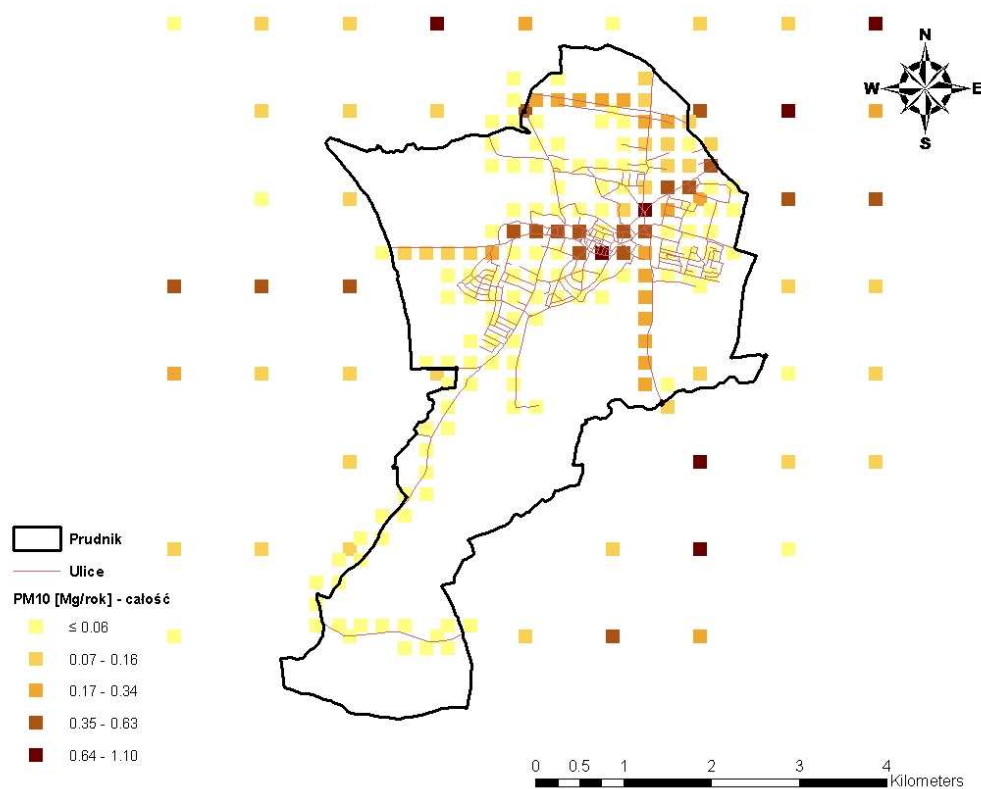 N
W E
S
Prudnik
Ulice
PM10 [Mg/rok] - całość
≤ 0.06
0.07 - 0.16
0.17 - 0.34
0.35 - 0.63
0.64 - 1.10
0 0.5 1 2 3 4
Kilometers